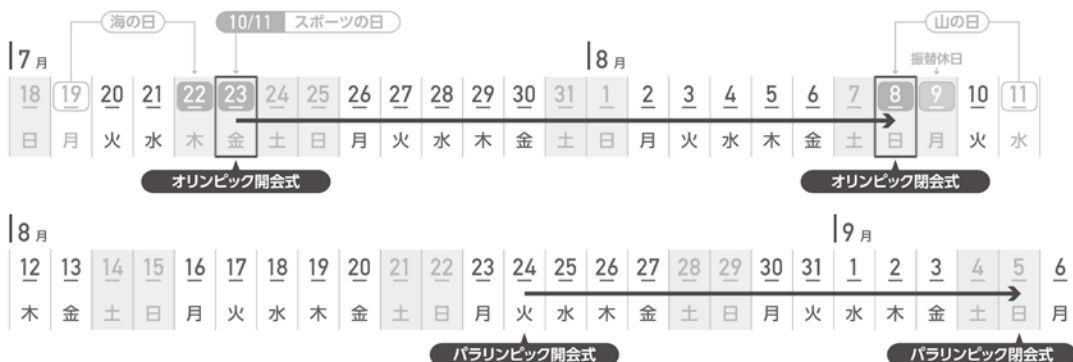 海の日 10/11 スポーツの日 山の日
7月 8月 振替休日
18 19 20 21 22 23 24 25 26 27 28 29 30 31 1 2 3 4 5 6 7 8 9 10 11
日 月 火 水 木 金 土 日 月 火 水 木 金 土 日 月 火 水 木 金 土 日 月 火 水
オリンピック開会式 オリンピック閉会式
8月 9月
12 13 14 15 16 17 18 19 20 21 22 23 24 25 26 27 28 29 30 31 1 2 3 4 5 6
木 金 土 日 月 火 水 木 金 土 日 月 火 水 木 金 土 日 月 火 水 木 金 土 日 月
パラリンピック開会式 パラリンピック閉会式